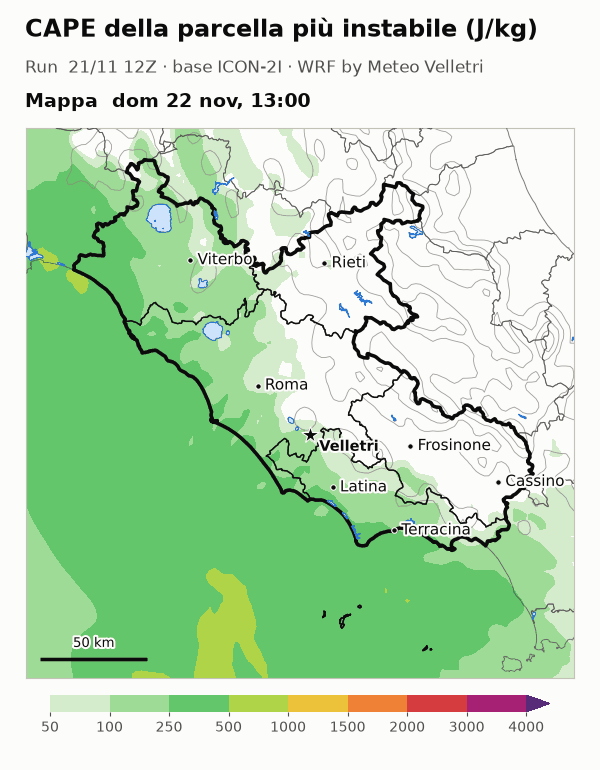 CAPE della parcella più instabile (J/kg)
Run  21/11 12Z · base ICON-2I · WRF by Meteo Velletri
Mappa  dom 22 nov, 13:00
Viterbo
Rieti
Roma
Velletri
Frosinone
Cassino
Latina
Terracina
50 km
50 100 250 500 1000 1500 2000 3000 4000